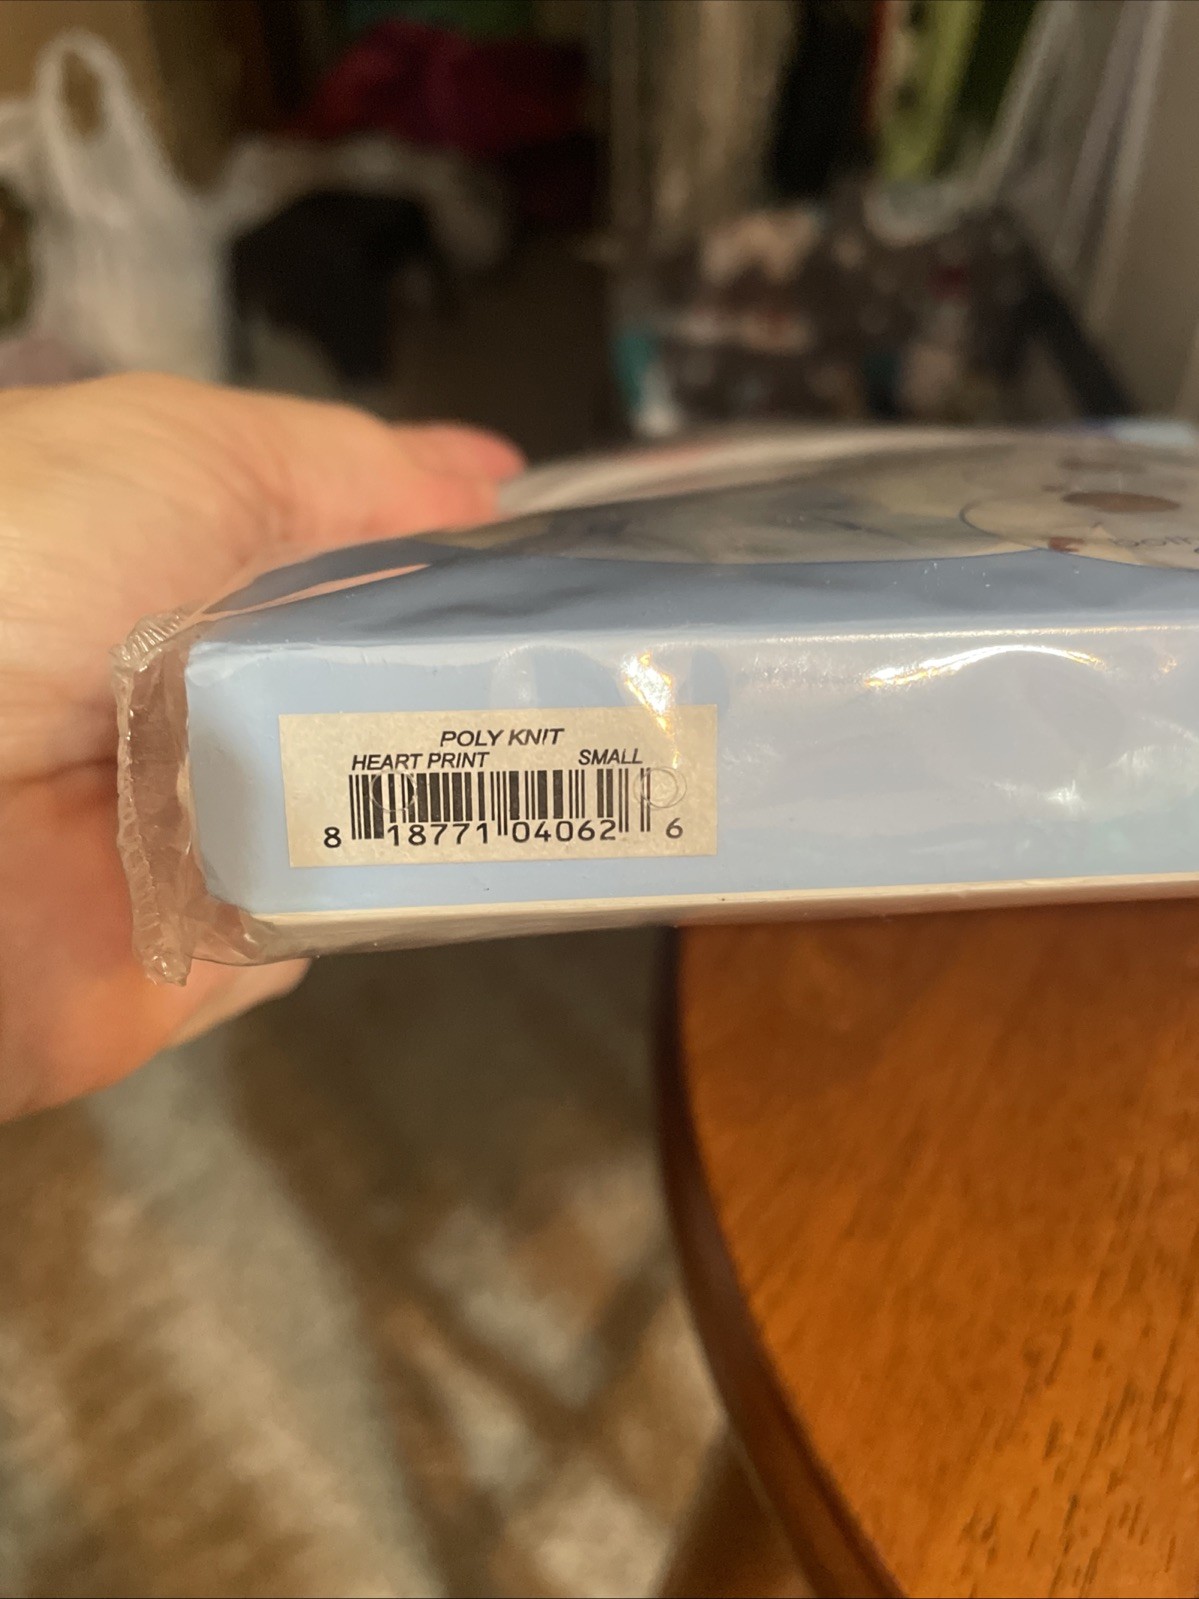 POLY KNIT
HEART PRINT SMALL
8 18771 04062 6